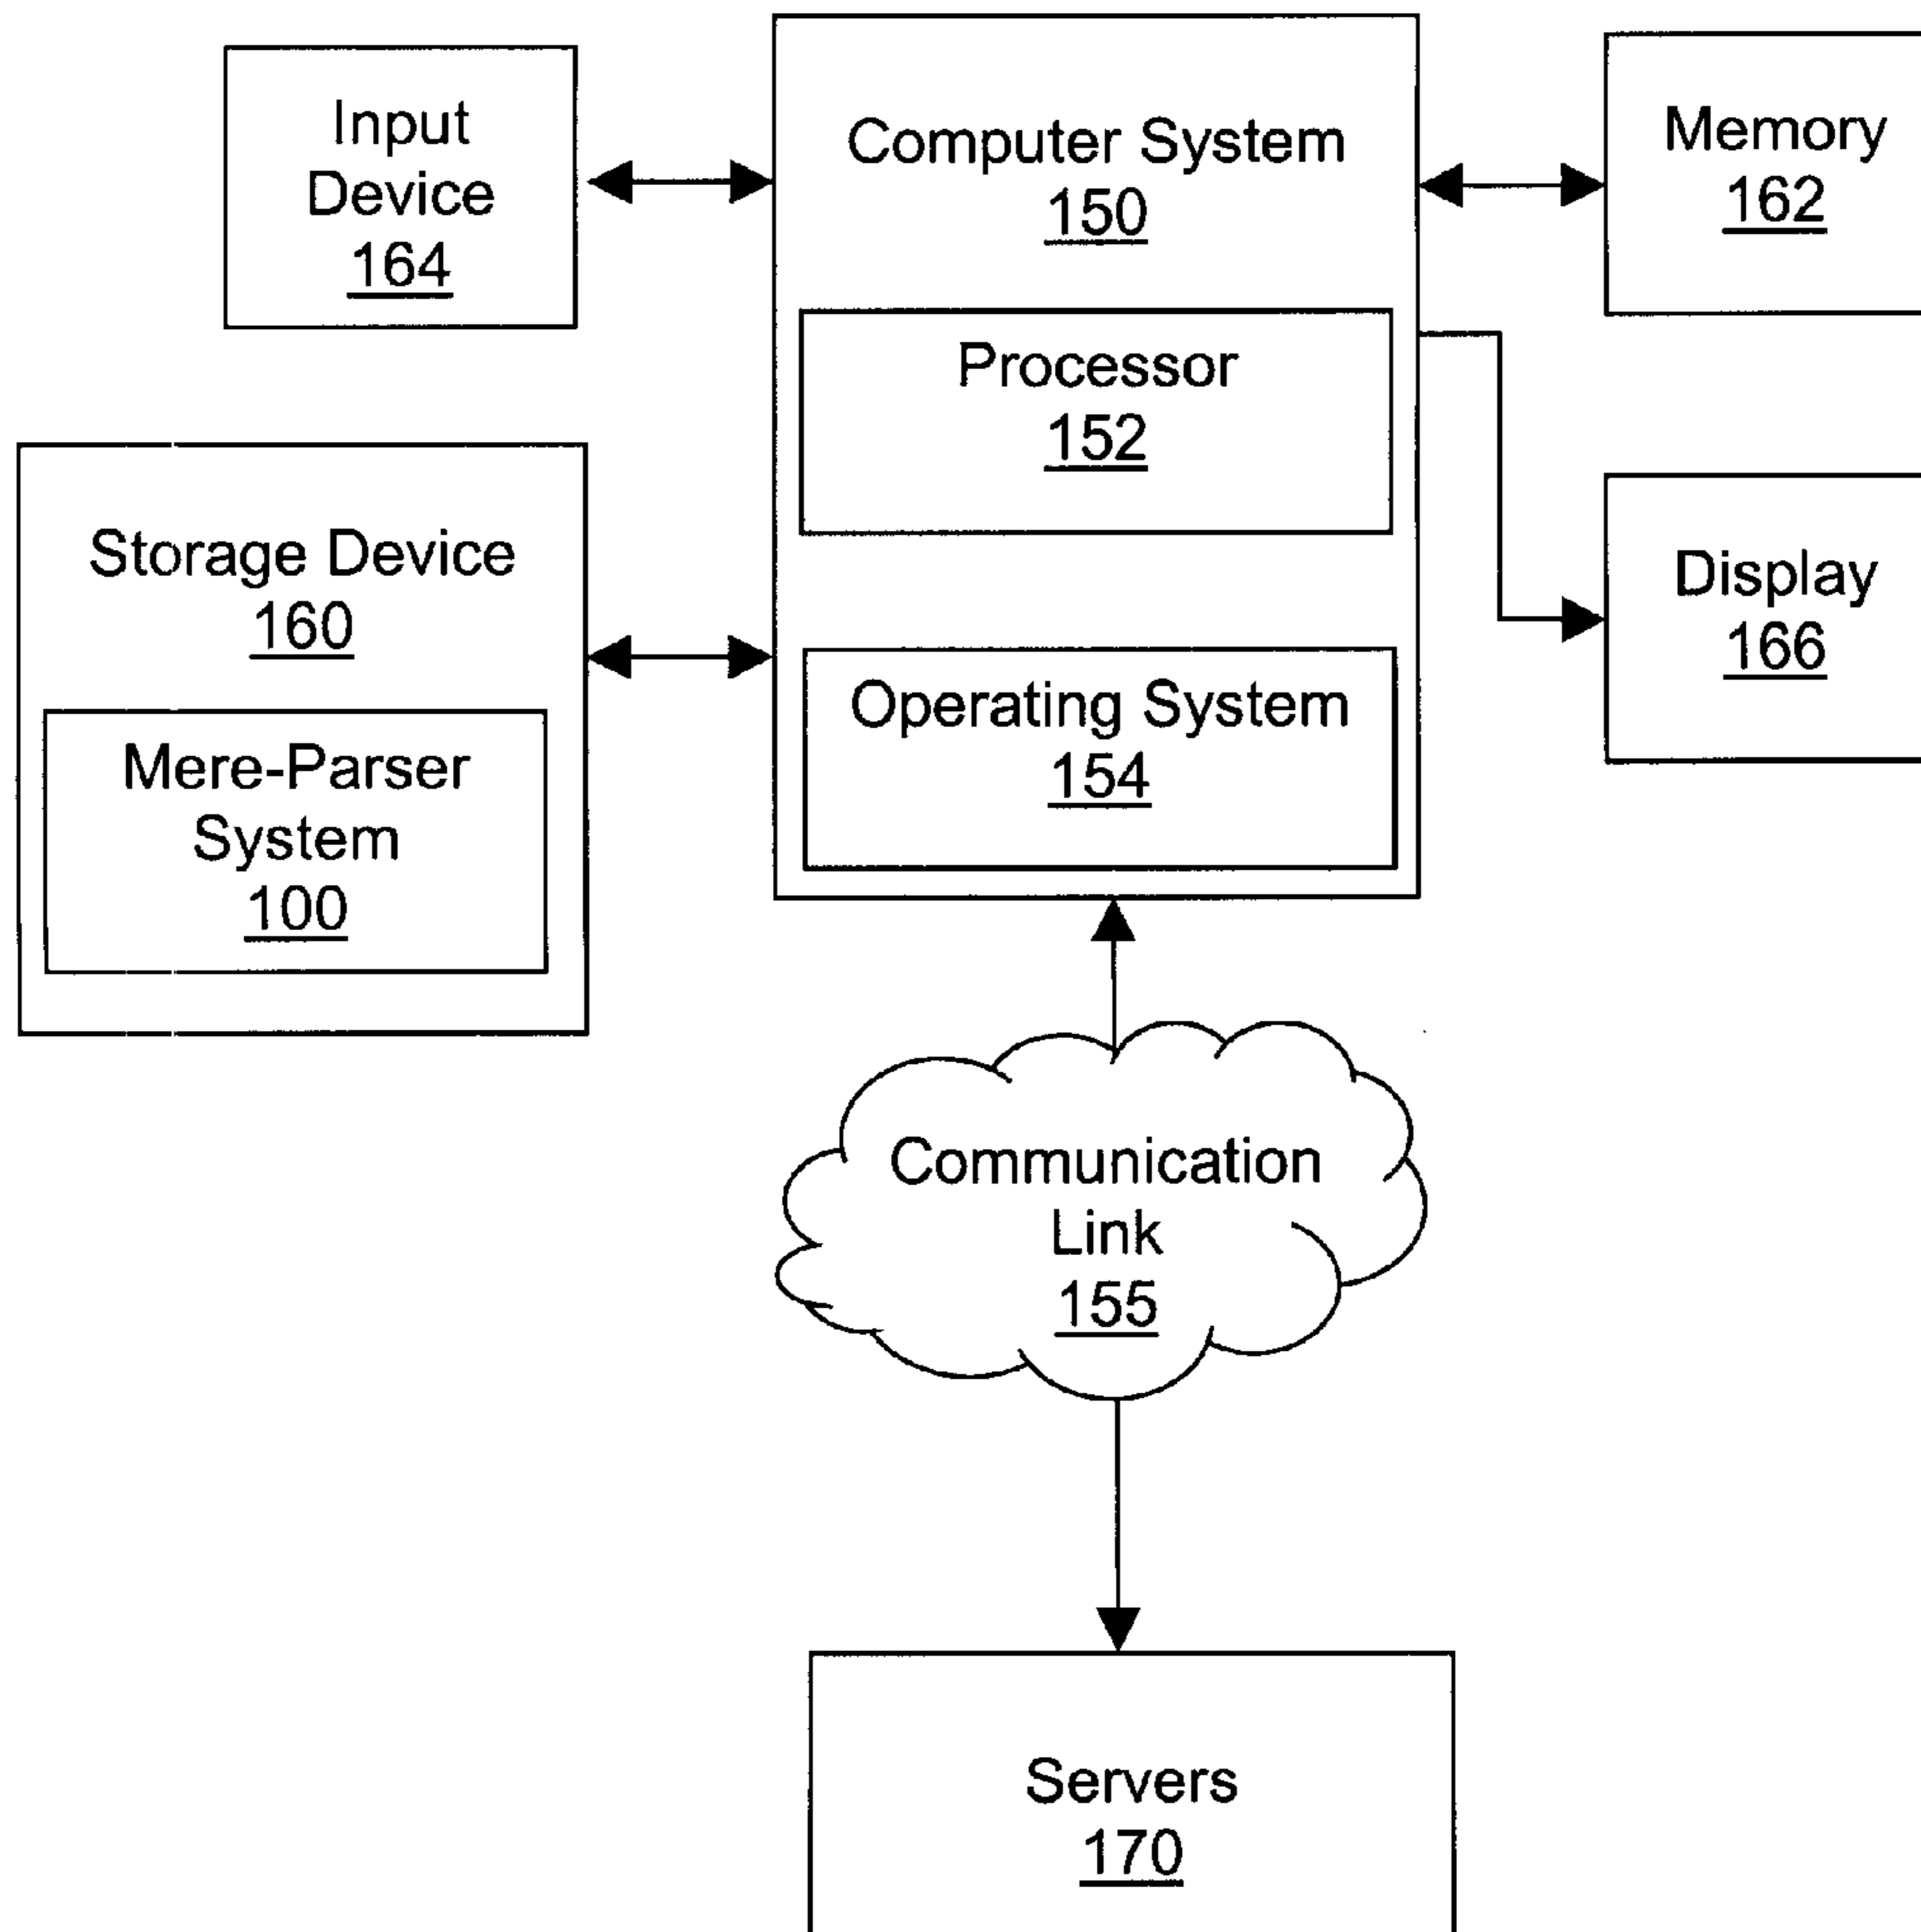 Input
Device
164
Computer System
150
Memory
162
Processor
152
Storage Device
160
Display
166
Operating System
154
Mere-Parser
System
100
Communication
Link
155
Servers
170